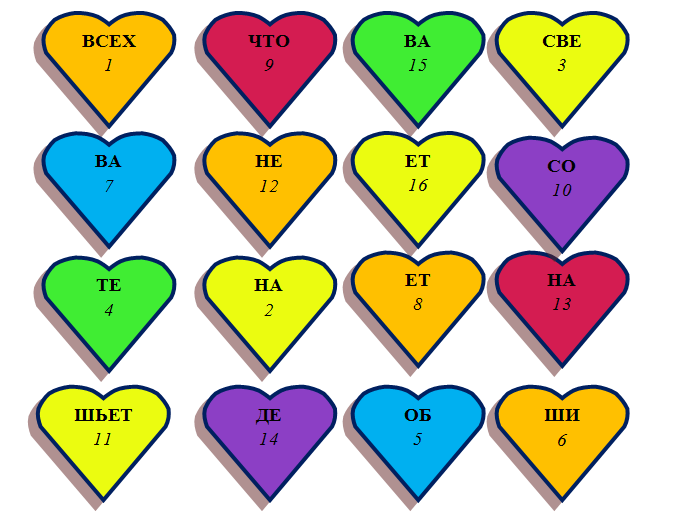 ВСЕХ
1
ЧТО
9
ВА
15
СВЕ
3
ВА
7
НЕ
12
ЕТ
16
СО
10
ТЕ
4
НА
2
ЕТ
8
НА
13
ШЬЕТ
11
ДЕ
14
ОБ
5
ШИ
6